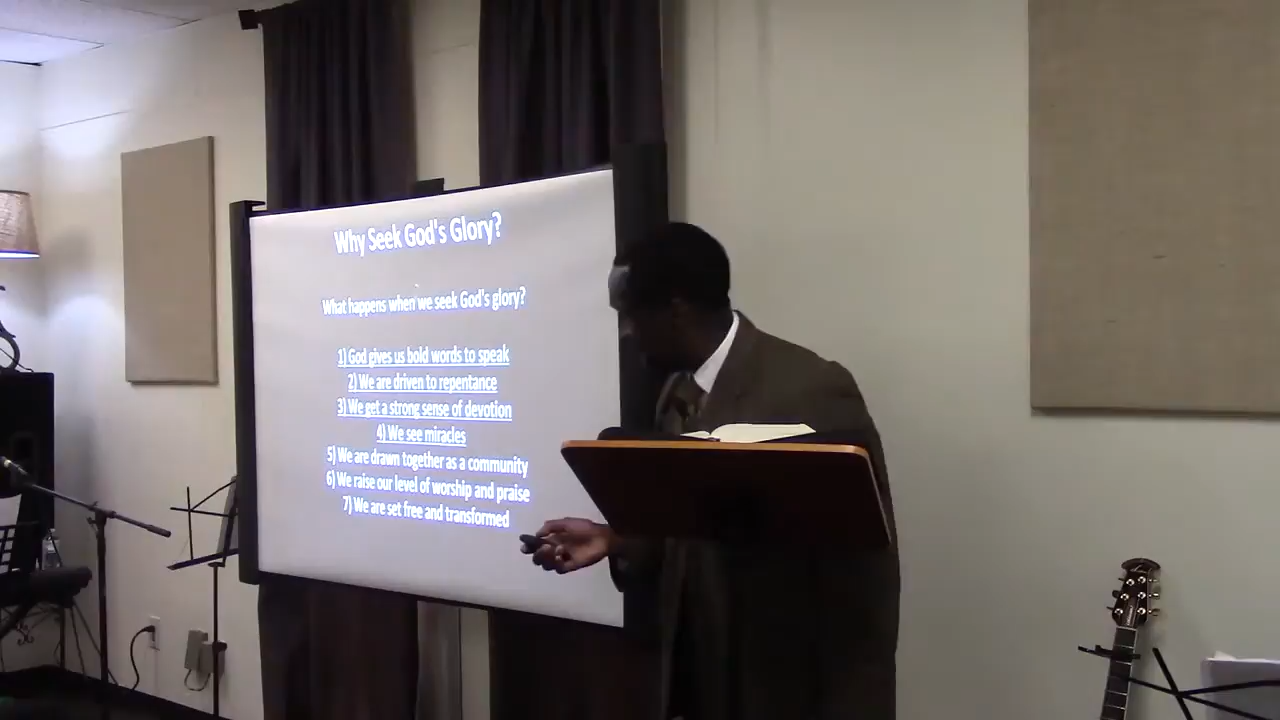 Why Seek God's Glory?
What happens when we seek God's glory?
1) God gives us bold words to speak
2) We are driven to repentance
3) We get a strong sense of devotion
4) We see miracles
5) We are drawn together as a community
6) We raise our level of worship and praise
7) We are set free and transformed